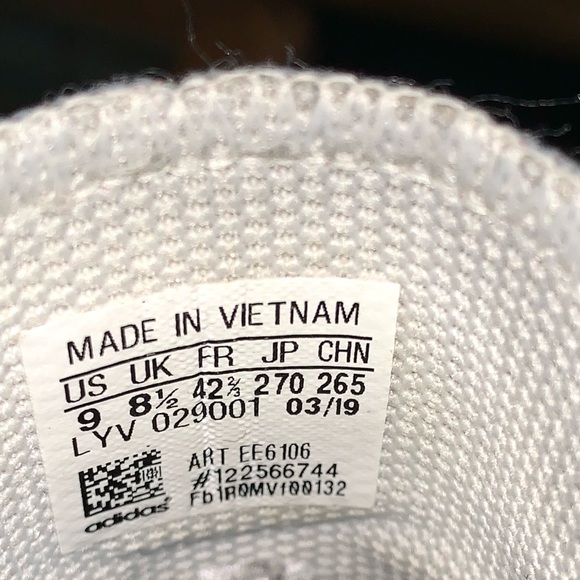 MADE IN VIETNAM
US UK FR JP CHN
9 8½ 42⅔ 270 265
LYV 029001 03/19
ART EE6106
#122566744
Fb1R0MVf00132
adidas